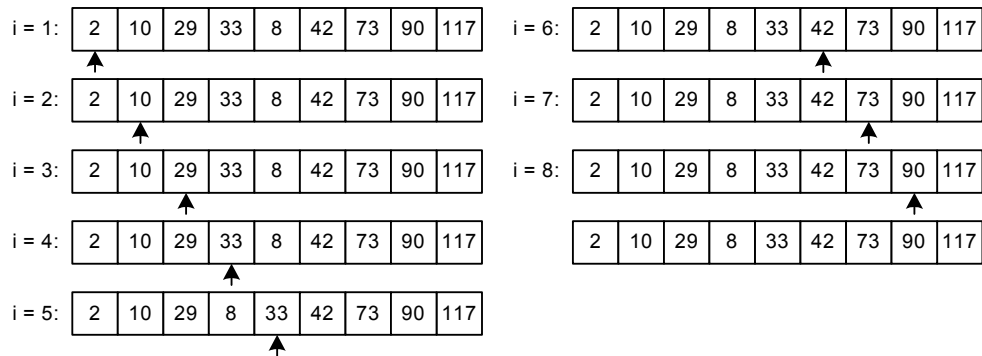 i = 1: 2 10 29 33 8 42 73 90 117
i = 2: 2 10 29 33 8 42 73 90 117
i = 3: 2 10 29 33 8 42 73 90 117
i = 4: 2 10 29 33 8 42 73 90 117
i = 5: 2 10 29 8 33 42 73 90 117
i = 6: 2 10 29 8 33 42 73 90 117
i = 7: 2 10 29 8 33 42 73 90 117
i = 8: 2 10 29 8 33 42 73 90 117
2 10 29 8 33 42 73 90 117